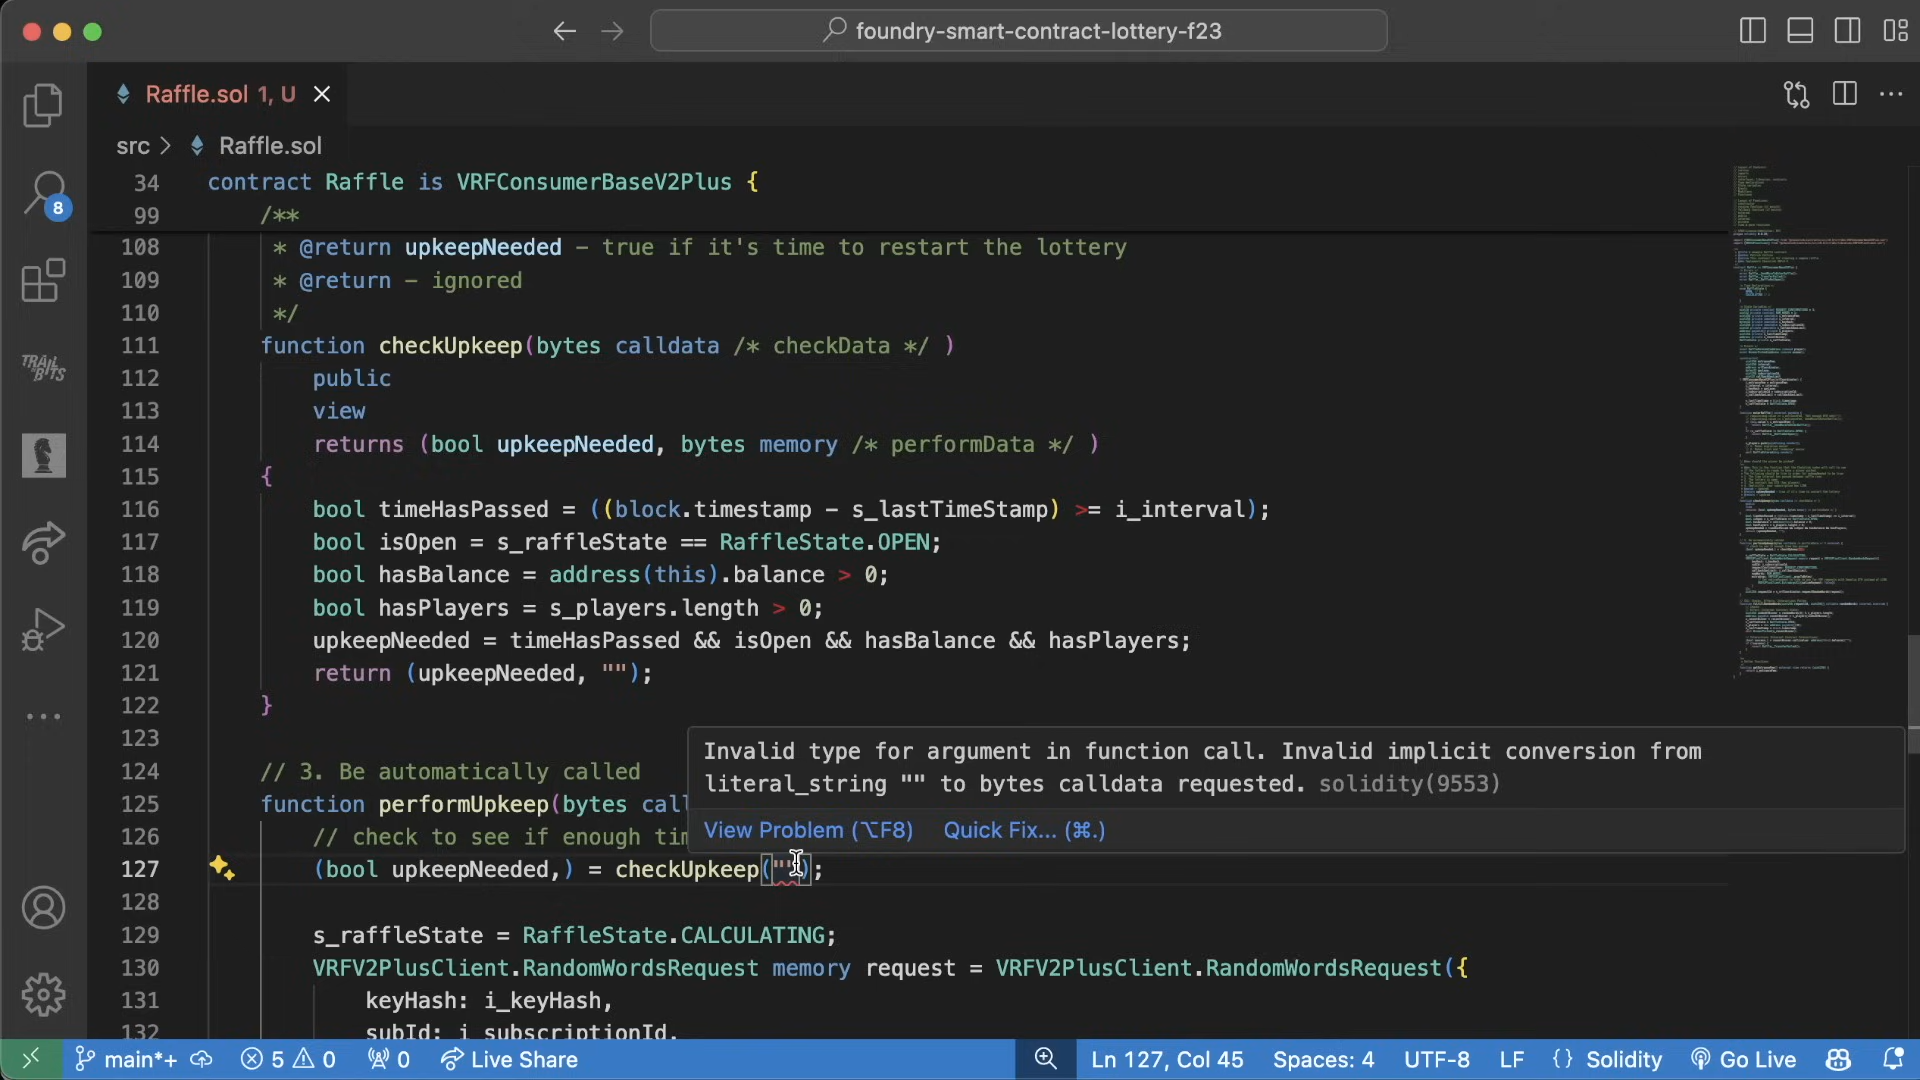 foundry-smart-contract-lottery-f23
Raffle.sol 1, U
src > Raffle.sol
8
TRAIL OF BITS
34 contract Raffle is VRFConsumerBaseV2Plus {
99 /**
108 * @return upkeepNeeded - true if it's time to restart the lottery
109 * @return - ignored
110 */
111 function checkUpkeep(bytes calldata /* checkData */ )
112 public
113 view
114 returns (bool upkeepNeeded, bytes memory /* performData */ )
115 {
116 bool timeHasPassed = ((block.timestamp - s_lastTimeStamp) >= i_interval);
117 bool isOpen = s_raffleState == RaffleState.OPEN;
118 bool hasBalance = address(this).balance > 0;
119 bool hasPlayers = s_players.length > 0;
120 upkeepNeeded = timeHasPassed && isOpen && hasBalance && hasPlayers;
121 return (upkeepNeeded, "");
122 }
123
124 // 3. Be automatically called
125 function performUpkeep(bytes call
126 // check to see if enough tim
Invalid type for argument in function call. Invalid implicit conversion from
literal_string "" to bytes calldata requested. solidity(9553)
View Problem (⌥F8) Quick Fix... (⌘.)
127 (bool upkeepNeeded,) = checkUpkeep("");
128
129 s_raffleState = RaffleState.CALCULATING;
130 VRFV2PlusClient.RandomWordsRequest memory request = VRFV2PlusClient.RandomWordsRequest({
131 keyHash: i_keyHash,
132 subId: i_subscriptionId,
main*+ 5 0 0 Live Share Ln 127, Col 45 Spaces: 4 UTF-8 LF {} Solidity Go Live